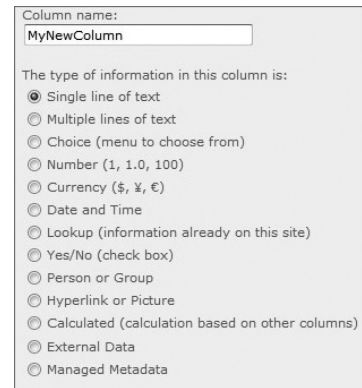 Column name:
MyNewColumn
The type of information in this column is:
Single line of text
Multiple lines of text
Choice (menu to choose from)
Number (1, 1.0, 100)
Currency ($, ¥, €)
Date and Time
Lookup (information already on this site)
Yes/No (check box)
Person or Group
Hyperlink or Picture
Calculated (calculation based on other columns)
External Data
Managed Metadata